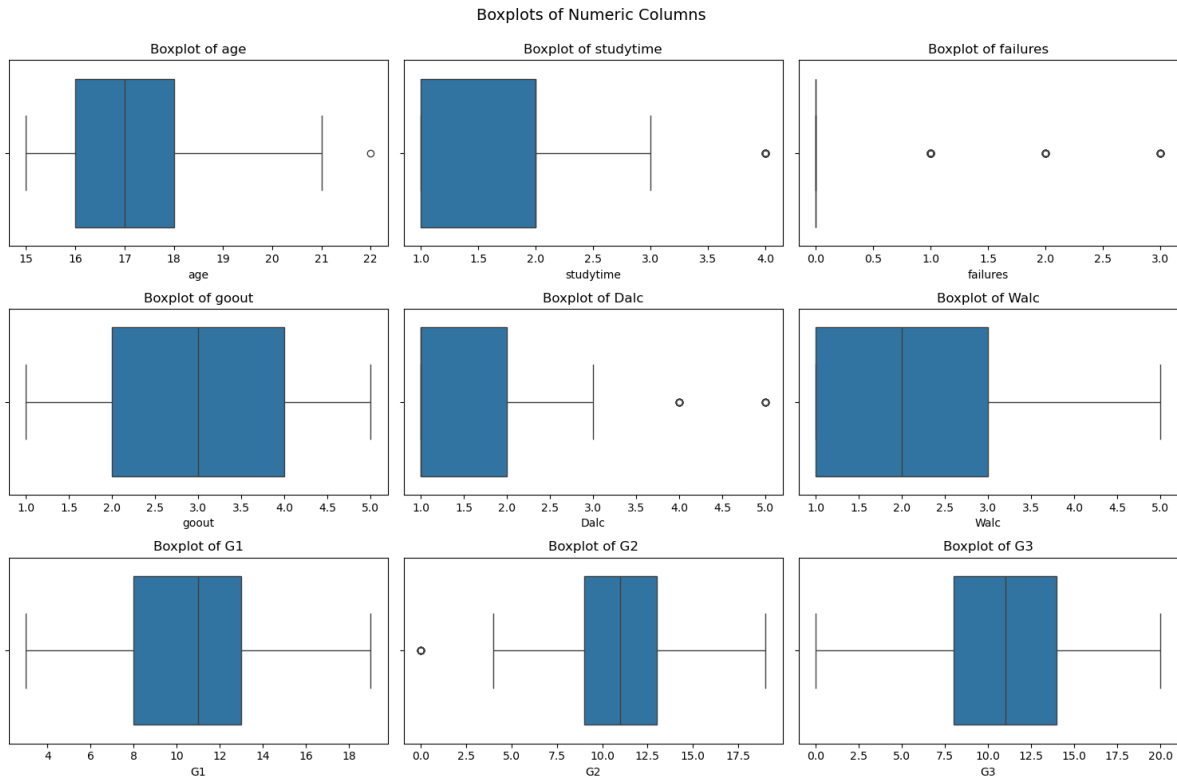 Boxplots of Numeric Columns
Boxplot of age
Boxplot of studytime
Boxplot of failures
15 16 17 18 19 20 21 22
1.0 1.5 2.0 2.5 3.0 3.5 4.0
0.0 0.5 1.0 1.5 2.0 2.5 3.0
age
studytime
failures
Boxplot of goout
Boxplot of Dalc
Boxplot of Walc
1.0 1.5 2.0 2.5 3.0 3.5 4.0 4.5 5.0
1.0 1.5 2.0 2.5 3.0 3.5 4.0 4.5 5.0
1.0 1.5 2.0 2.5 3.0 3.5 4.0 4.5 5.0
goout
Dalc
Walc
Boxplot of G1
Boxplot of G2
Boxplot of G3
4 6 8 10 12 14 16 18
0.0 2.5 5.0 7.5 10.0 12.5 15.0 17.5
0.0 2.5 5.0 7.5 10.0 12.5 15.0 17.5 20.0
G1
G2
G3